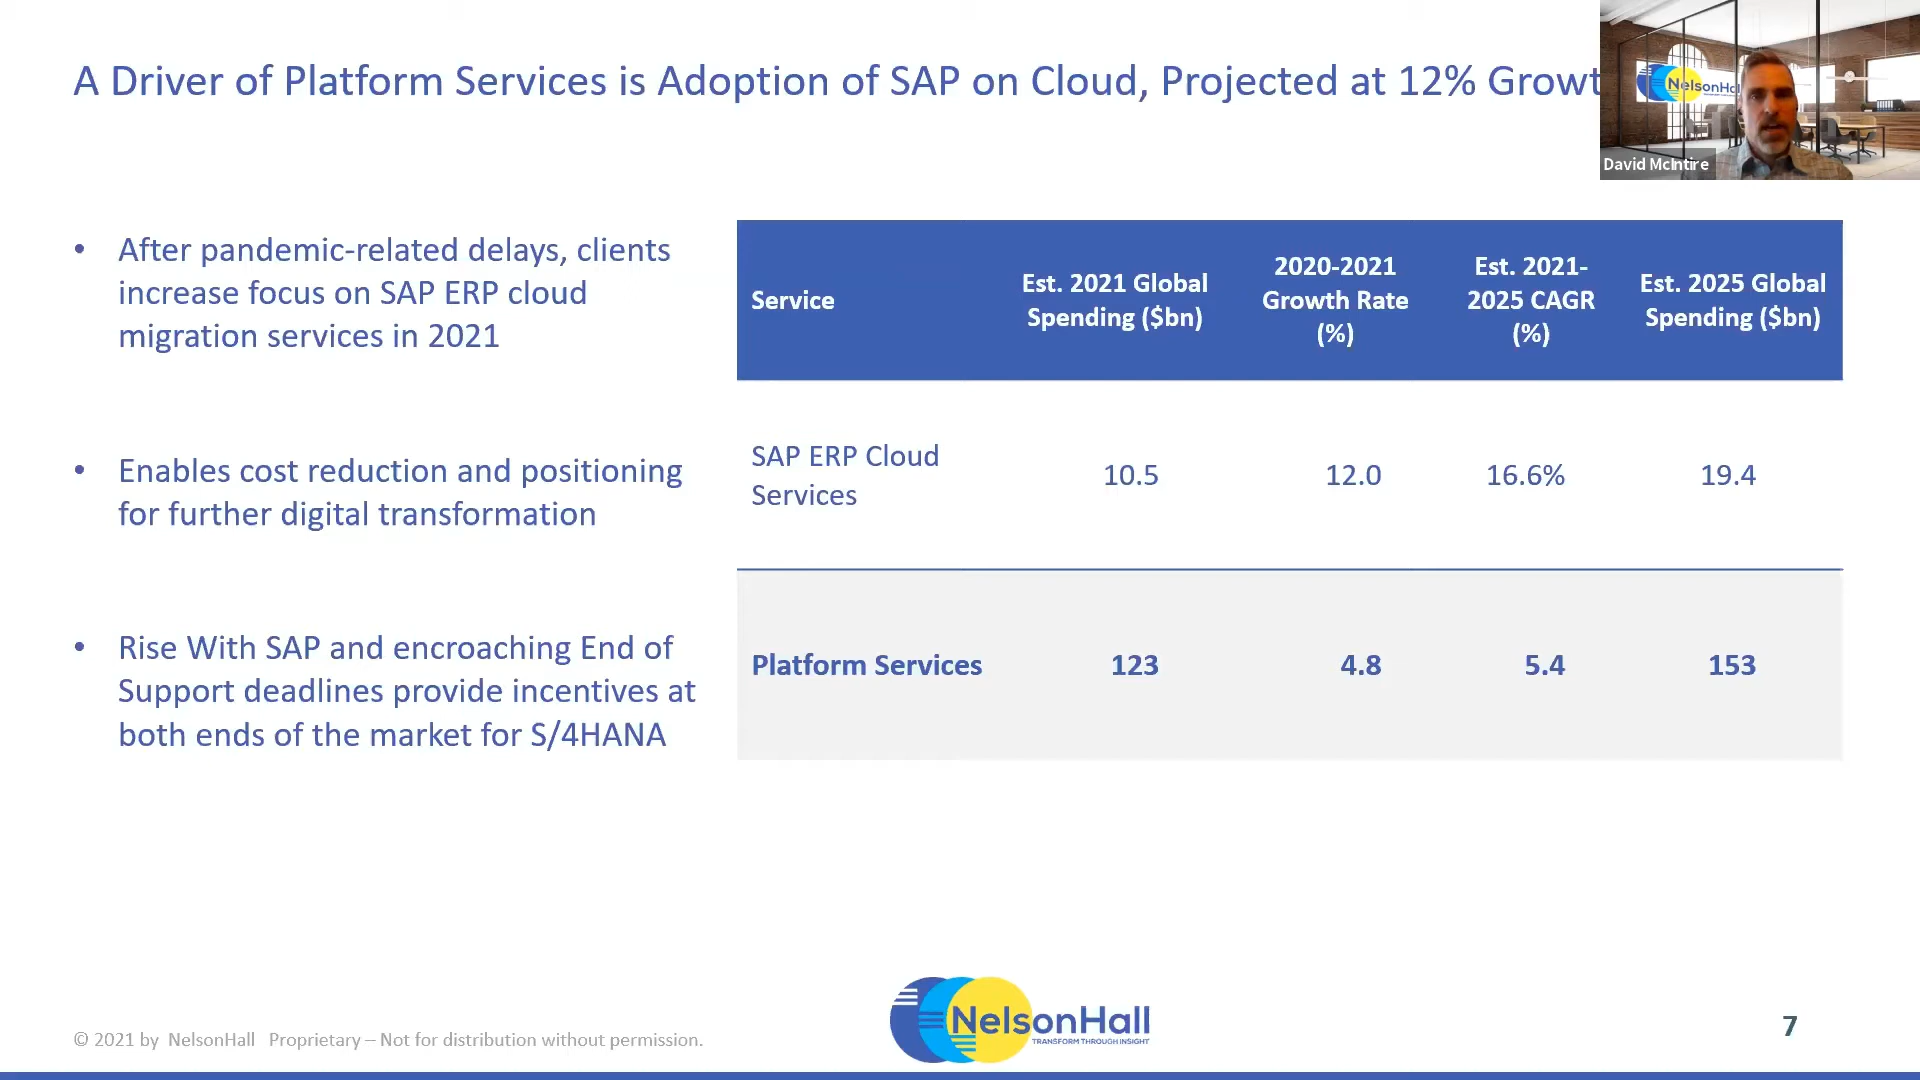 A Driver of Platform Services is Adoption of SAP on Cloud, Projected at 12% Growt
NelsonHal
David McIntire
• After pandemic-related delays, clients
increase focus on SAP ERP cloud
migration services in 2021
• Enables cost reduction and positioning
for further digital transformation
• Rise With SAP and encroaching End of
Support deadlines provide incentives at
both ends of the market for S/4HANA
Service
Est. 2021 Global
Spending ($bn)
2020-2021
Growth Rate
(%)
Est. 2021-
2025 CAGR
(%)
Est. 2025 Global
Spending ($bn)
SAP ERP Cloud
Services
10.5
12.0
16.6%
19.4
Platform Services
123
4.8
5.4
153
© 2021 by NelsonHall Proprietary – Not for distribution without permission.
NelsonHall
TRANSFORM THROUGH INSIGHT
7